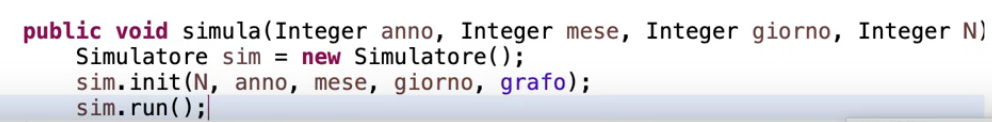 public void simula(Integer anno, Integer mese, Integer giorno, Integer N)
Simulatore sim = new Simulatore();
sim.init(N, anno, mese, giorno, grafo);
sim.run();